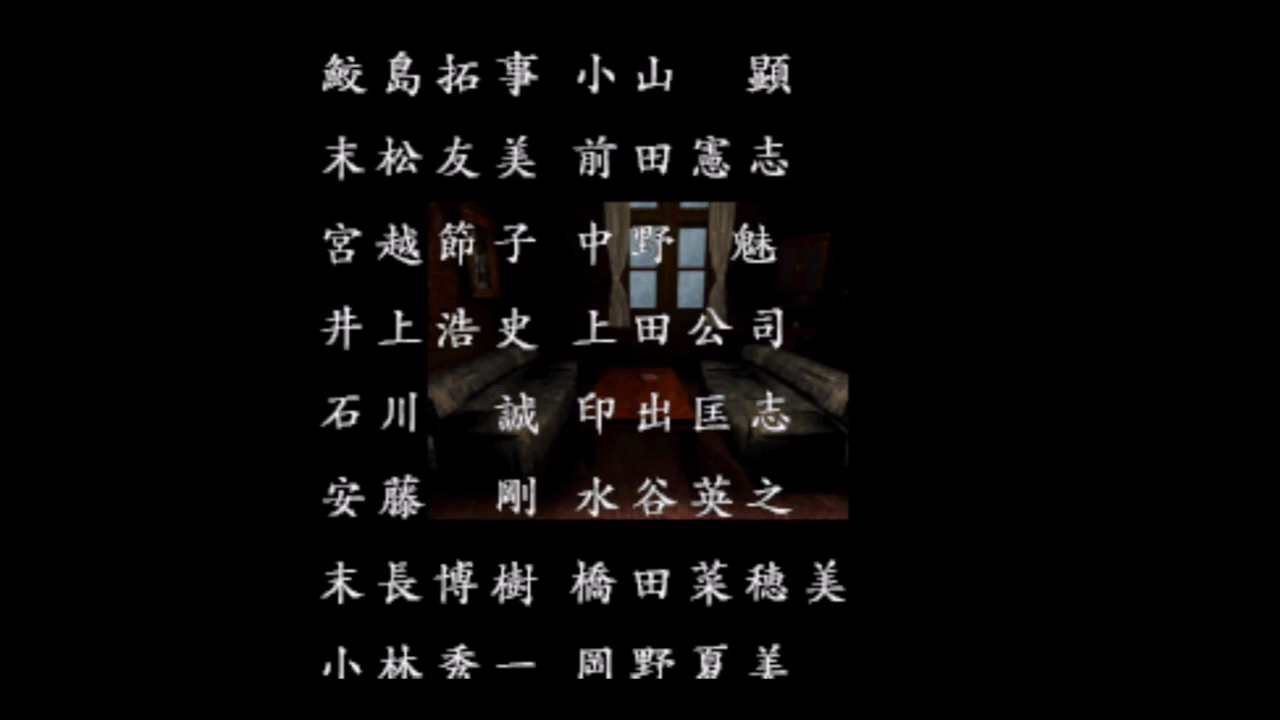 鮫島拓事 小山　顕
末松友美 前田憲志
宮越節子 中野　魅
井上浩史 上田公司
石川　誠 印出匡志
安藤　剛 水谷英之
末長博樹 橋田菜穂美
小林秀一 岡野夏美